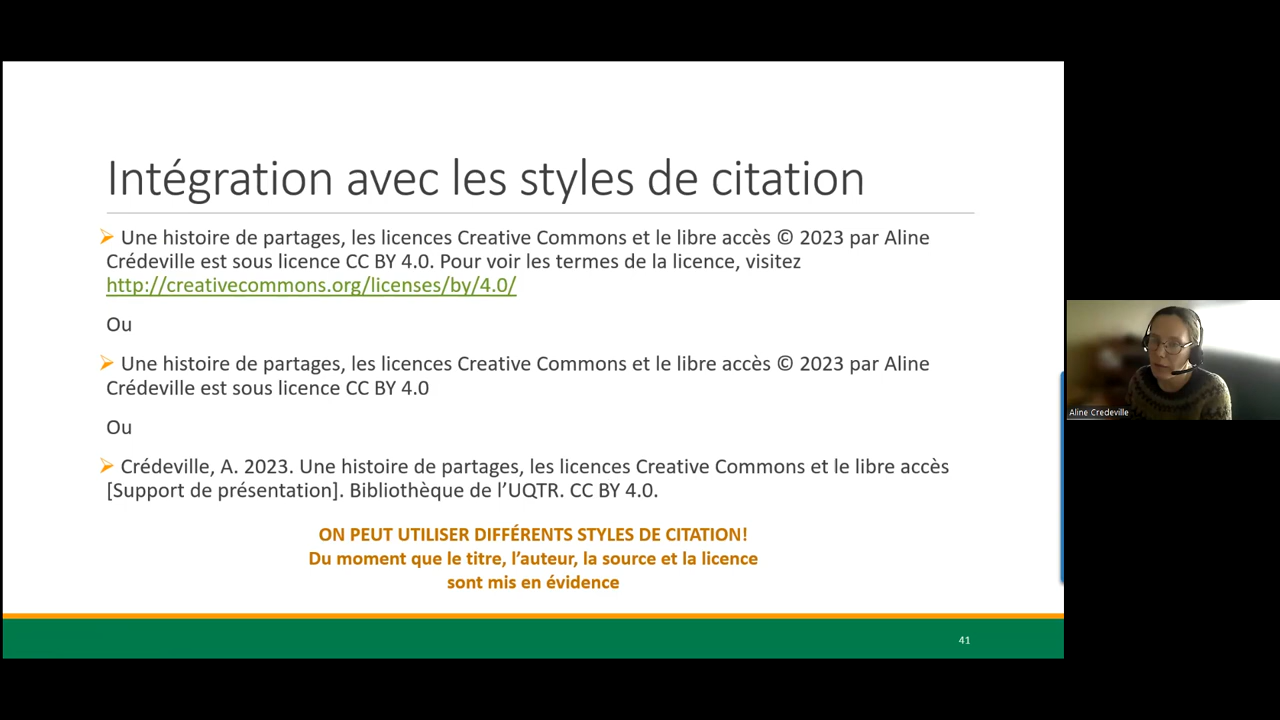 Intégration avec les styles de citation
➢ Une histoire de partages, les licences Creative Commons et le libre accès © 2023 par Aline
Crédeville est sous licence CC BY 4.0. Pour voir les termes de la licence, visitez
http://creativecommons.org/licenses/by/4.0/
Ou
➢ Une histoire de partages, les licences Creative Commons et le libre accès © 2023 par Aline
Crédeville est sous licence CC BY 4.0
Ou
➢ Crédeville, A. 2023. Une histoire de partages, les licences Creative Commons et le libre accès
[Support de présentation]. Bibliothèque de l’UQTR. CC BY 4.0.
ON PEUT UTILISER DIFFÉRENTS STYLES DE CITATION!
Du moment que le titre, l’auteur, la source et la licence
sont mis en évidence
41
Aline Credeville